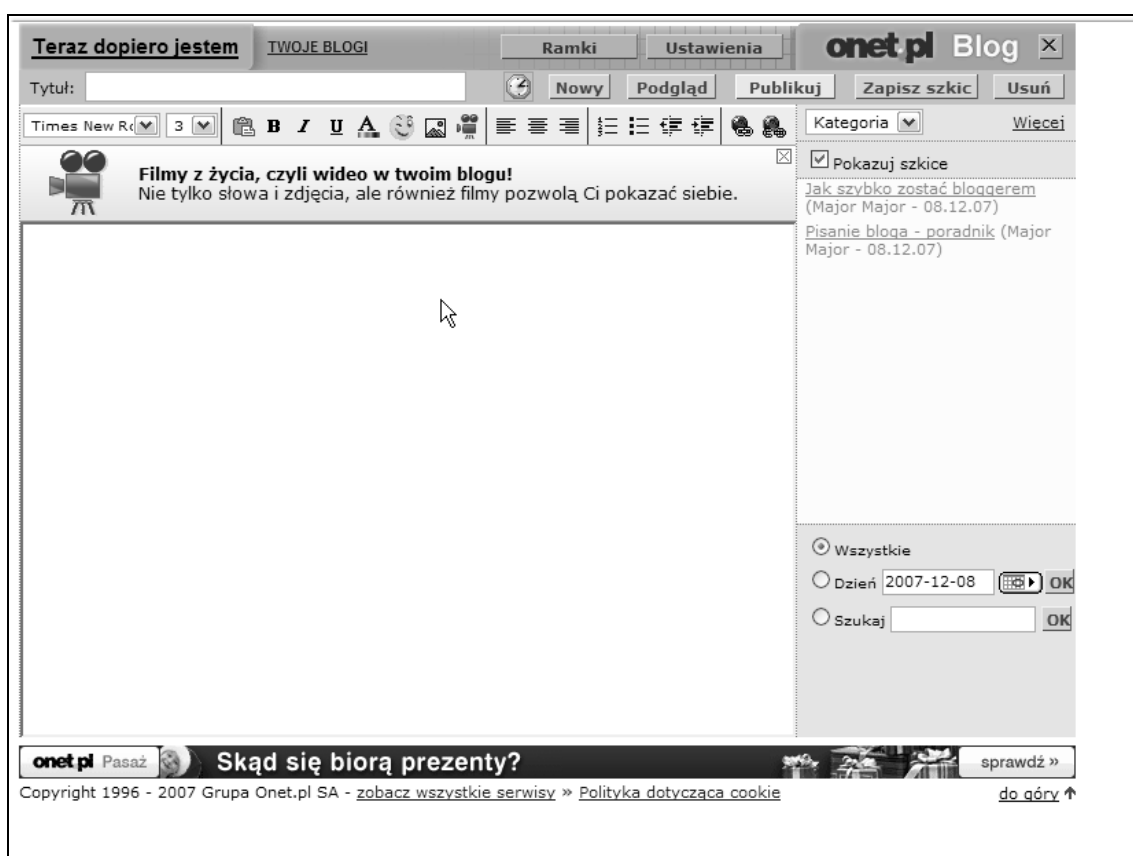 Teraz dopiero jestem TWOJE BLOGI Ramki Ustawienia onet.pl Blog
Tytuł: Nowy Podgląd Publikuj Zapisz szkic Usuń
Times New Ro 3 B I U A Kategoria Więcej
Filmy z życia, czyli wideo w twoim blogu!
Nie tylko słowa i zdjęcia, ale również filmy pozwolą Ci pokazać siebie.
Pokazuj szkice
Jak szybko zostać bloggerem
(Major Major - 08.12.07)
Pisanie bloga - poradnik (Major
Major - 08.12.07)
Wszystkie
Dzień 2007-12-08 OK
Szukaj OK
onet.pl Pasaż Skąd się biorą prezenty? sprawdź »
Copyright 1996 - 2007 Grupa Onet.pl SA - zobacz wszystkie serwisy » Polityka dotycząca cookie do góry